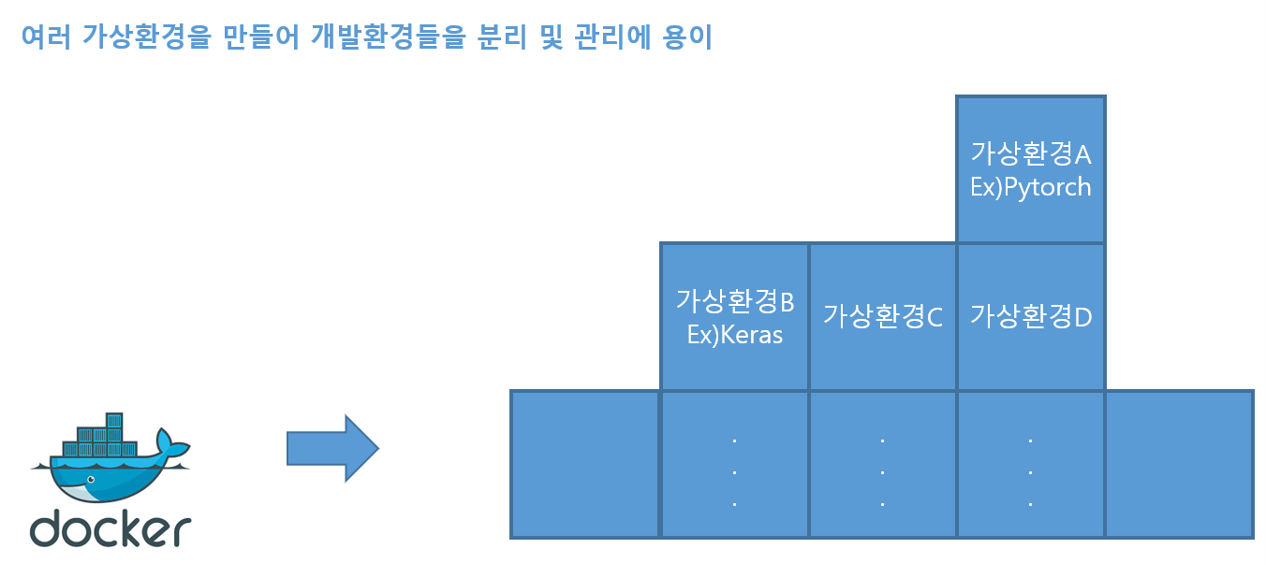 여러 가상환경을 만들어 개발환경들을 분리 및 관리에 용이
가상환경A
Ex)Pytorch
가상환경B
Ex)Keras
가상환경C
가상환경D
.
.
.
.
.
.
.
.
.
docker